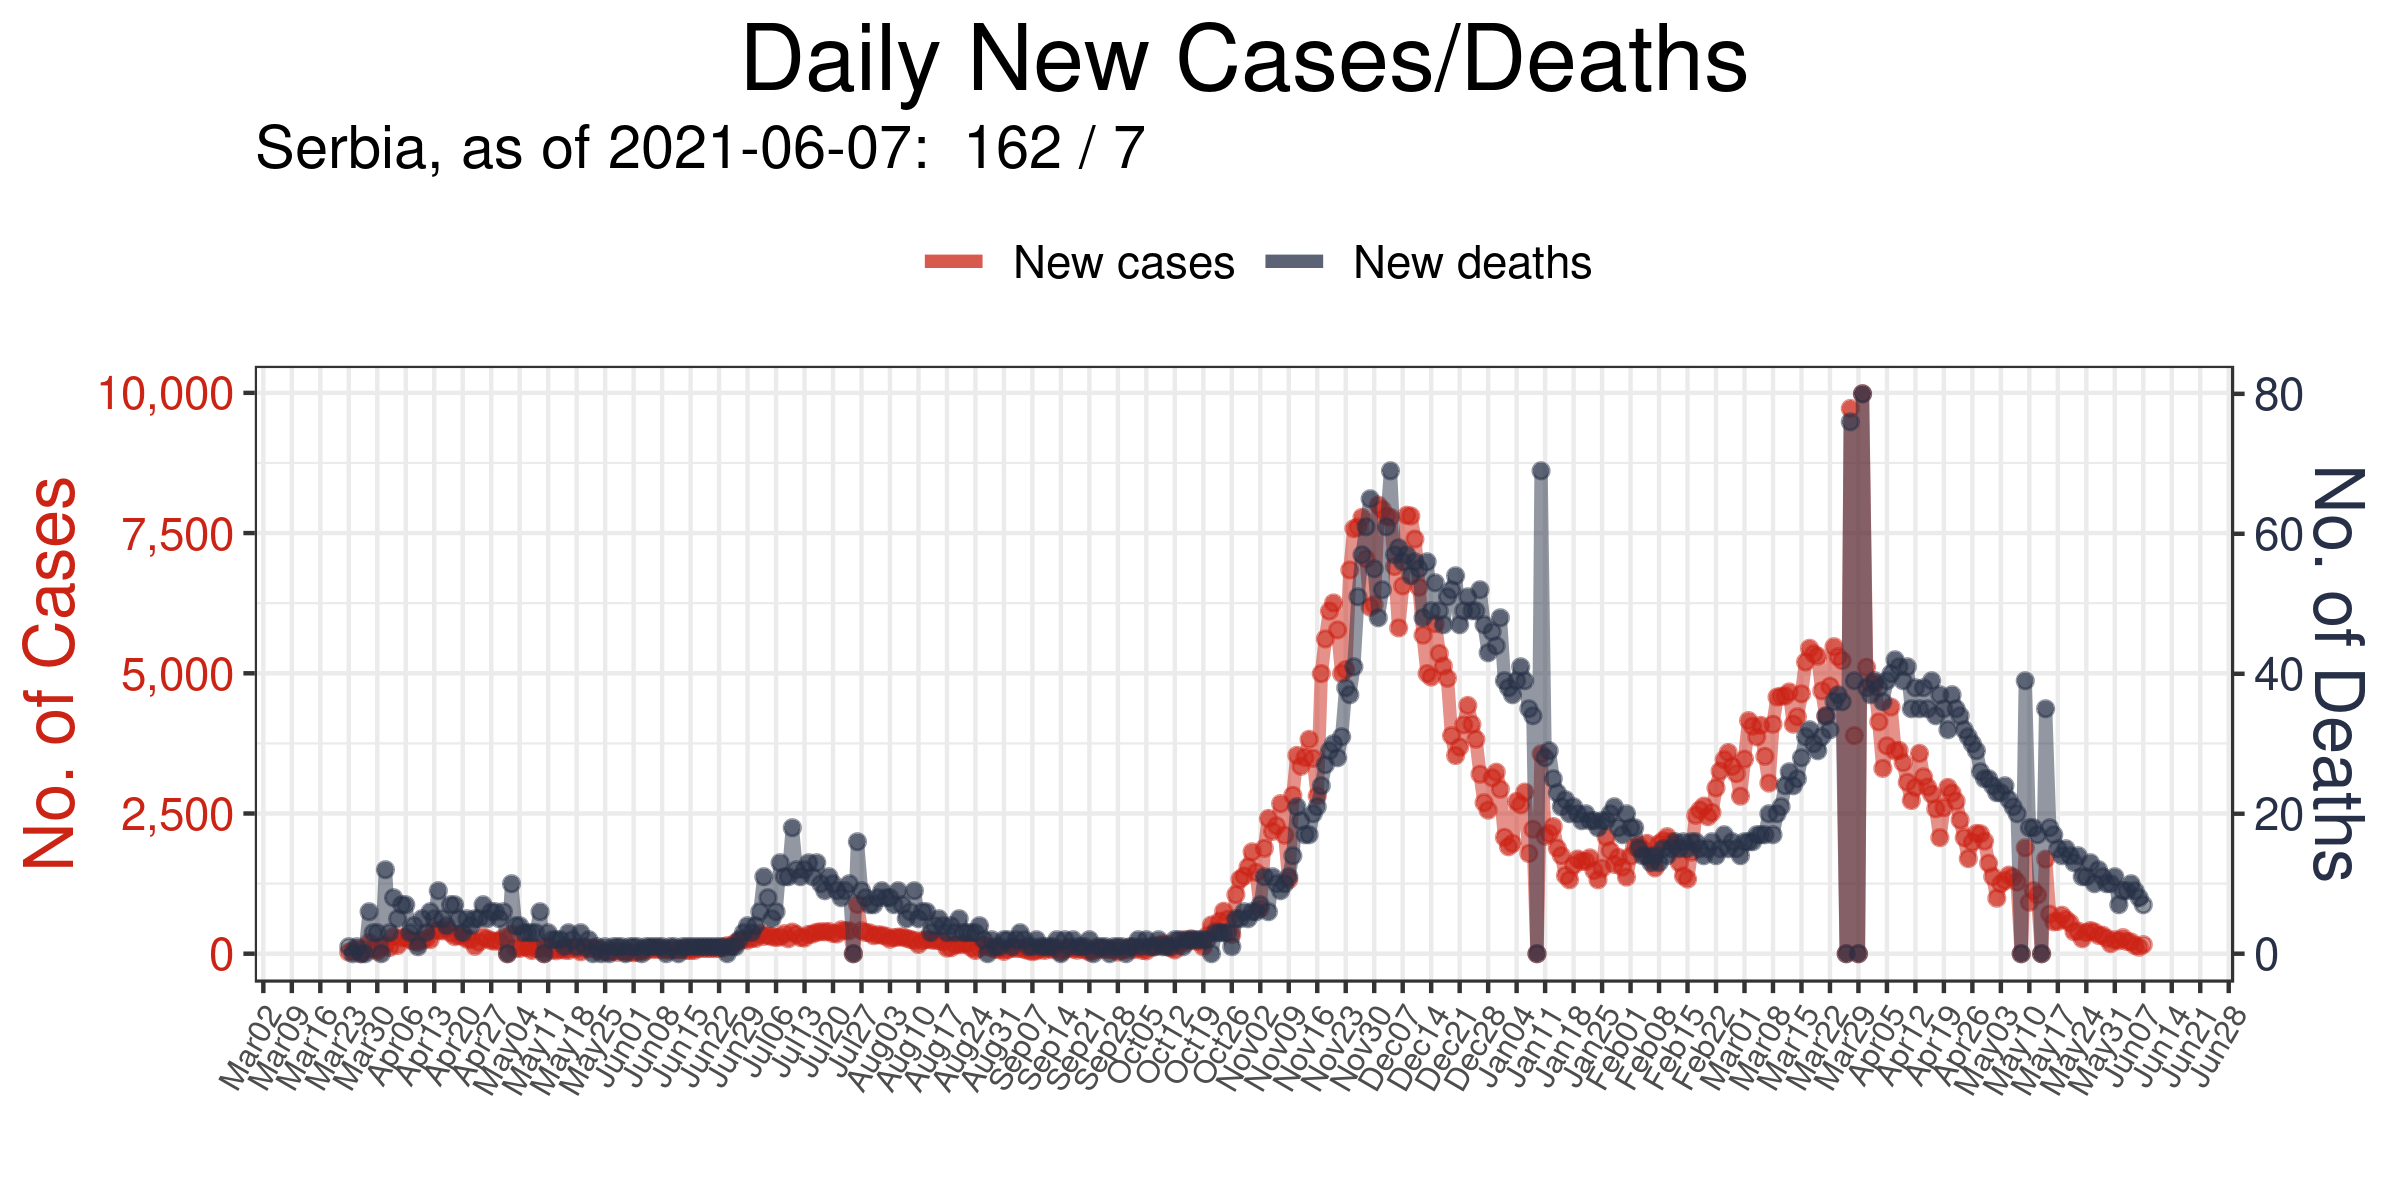 Daily New Cases/Deaths
Serbia, as of 2021-06-07: 162 / 7
New cases
New deaths
No. of Cases
10,000
7,500
5,000
2,500
0
80
60
40
20
0
No. of Deaths
Mar02
Mar09
Mar16
Mar23
Mar30
Apr06
Apr13
Apr20
Apr27
May04
May11
May18
May25
Jun01
Jun08
Jun15
Jun22
Jun29
Jul06
Jul13
Jul20
Jul27
Aug03
Aug10
Aug17
Aug24
Aug31
Sep07
Sep14
Sep21
Sep28
Oct05
Oct12
Oct19
Oct26
Nov02
Nov09
Nov16
Nov23
Nov30
Dec07
Dec14
Dec21
Dec28
Jan04
Jan11
Jan18
Jan25
Feb01
Feb08
Feb15
Feb22
Mar01
Mar08
Mar15
Mar22
Mar29
Apr05
Apr12
Apr19
Apr26
May03
May10
May17
May24
May31
Jun07
Jun14
Jun21
Jun28